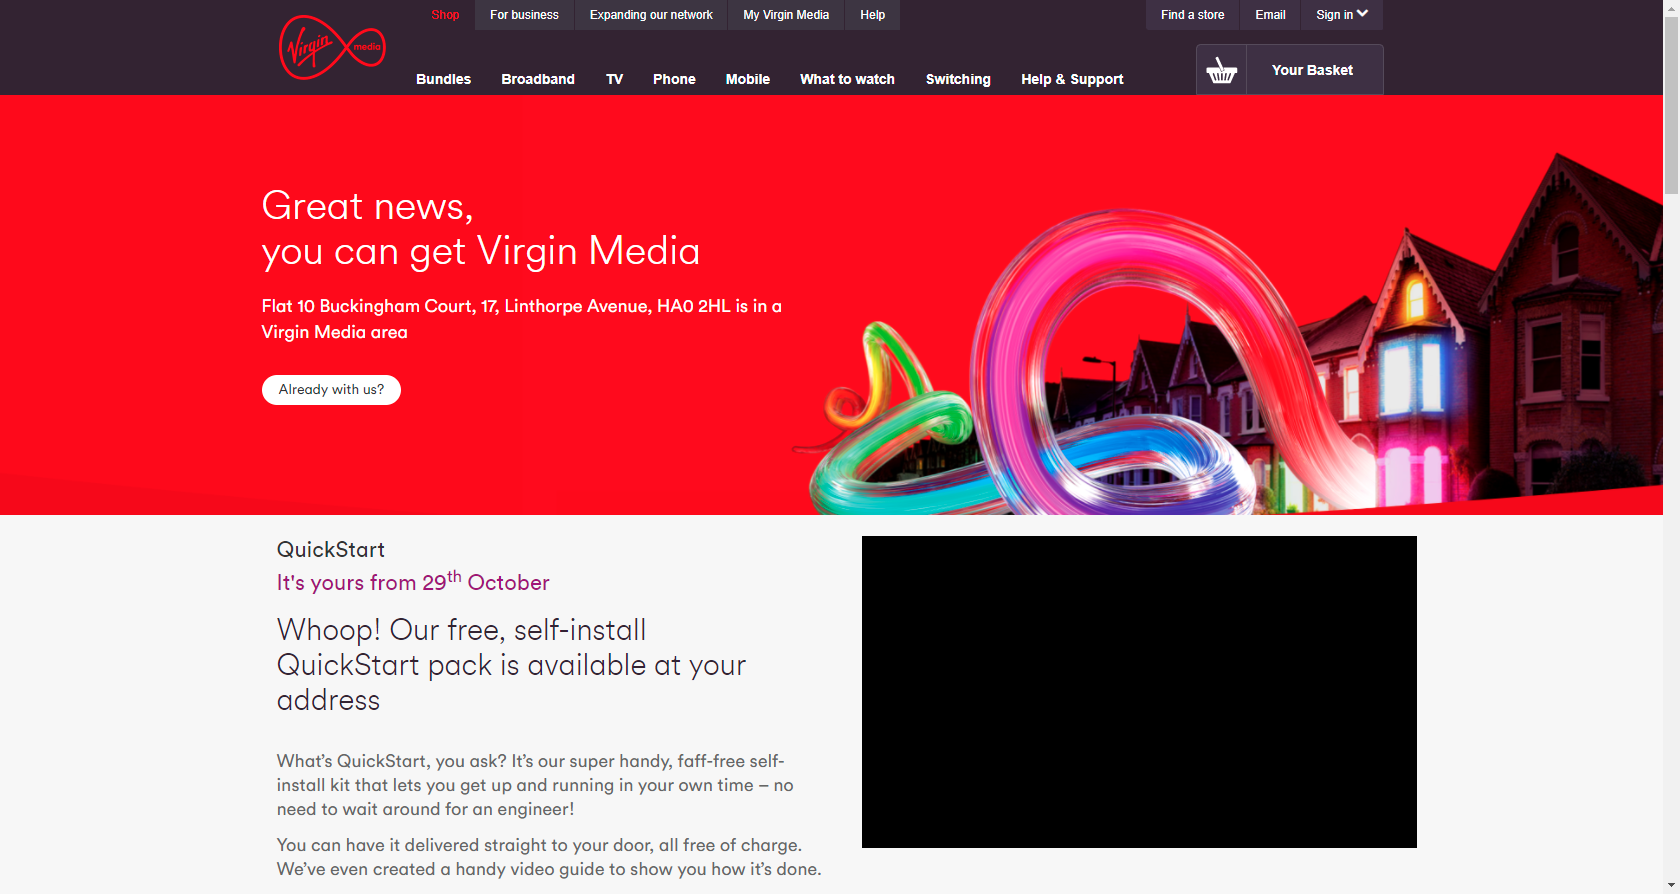 Shop
For business
Expanding our network
My Virgin Media
Help
Find a store
Email
Sign in
Virgin media
Bundles
Broadband
TV
Phone
Mobile
What to watch
Switching
Help & Support
Your Basket
Great news,
you can get Virgin Media
Flat 10 Buckingham Court, 17, Linthorpe Avenue, HA0 2HL is in a
Virgin Media area
Already with us?
QuickStart
It's yours from 29th October
Whoop! Our free, self-install
QuickStart pack is available at your
address
What’s QuickStart, you ask? It’s our super handy, faff-free self-
install kit that lets you get up and running in your own time – no
need to wait around for an engineer!
You can have it delivered straight to your door, all free of charge.
We’ve even created a handy video guide to show you how it’s done.